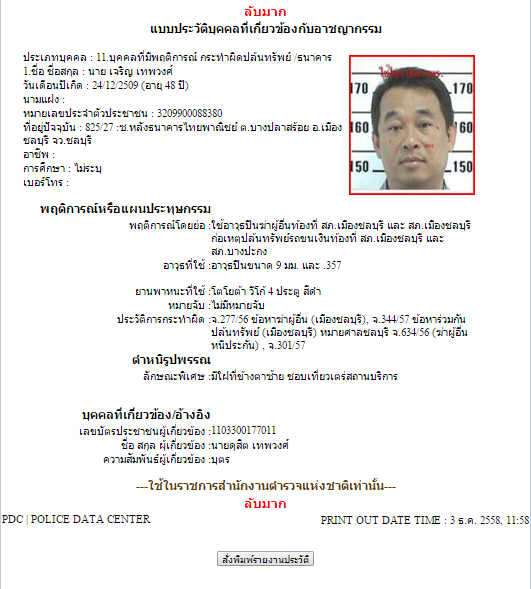 ลับมาก
แบบประวัติบุคคลที่เกี่ยวข้องกับอาชญากรรม
ประเภทบุคคล : 11.บุคคลที่มีพฤติการณ์ กระทำผิดปล้นทรัพย์ /ธนาคาร
1.ชื่อ ชื่อสกุล : นาย เจริญ เทพวงศ์
วันเดือนปีเกิด : 24/12/2509 (อายุ 48 ปี)
นามแฝง :
หมายเลขประจำตัวประชาชน : 3209900088380
ที่อยู่ปัจจุบัน : 825/27 :ซ.หลังธนาคารไทยพาณิชย์ ต.บางปลาสร้อย อ.เมือง
ชลบุรี จว.ชลบุรี
อาชีพ :
การศึกษา : ไม่ระบุ
เบอร์โทร :
170 170
160 160
150 150
พฤติการณ์หรือแผนประทุษกรรม
พฤติการณ์โดยย่อ :ใช้อาวุธปืนฆ่าผู้อื่นท้องที่ สภ.เมืองชลบุรี และ สภ.เมืองชลบุรี
ก่อเหตุปล้นทรัพย์รถขนเงินท้องที่ สภ.เมืองชลบุรี และ
สภ.บางปะกง
อาวุธที่ใช้ :อาวุธปืนขนาด 9 มม. และ .357
ยานพาหนะที่ใช้ :โตโยต้า วีโก้ 4 ประตู สีดำ
หมายจับ :ไม่มีหมายจับ
ประวัติการกระทำผิด :จ.277/56 ข้อหาฆ่าผู้อื่น (เมืองชลบุรี), จ.344/57 ข้อหาร่วมกัน
ปล้นทรัพย์ (เมืองชลบุรี) หมายศาลชลบุรี จ.634/56 (ฆ่าผู้อื่น
หนีประกัน) , จ.301/57
ตำหนิรูปพรรณ
ลักษณะพิเศษ :มีไฝที่ข้างตาซ้าย ชอบเที่ยวเตร่สถานบริการ
บุคคลที่เกี่ยวข้อง/อ้างอิง
เลขบัตรประชาชนผู้เกี่ยวข้อง :1103300177011
ชื่อ สกุล ผู้เกี่ยวข้อง :นายดุสิต เทพวงศ์
ความสัมพันธ์ผู้เกี่ยวข้อง :บุตร
---ใช้ในราชการสำนักงานตำรวจแห่งชาติเท่านั้น---
ลับมาก
PDC | POLICE DATA CENTER
PRINT OUT DATE TIME : 3 ธ.ค. 2558, 11:58
สั่งพิมพ์รายงานประวัติ